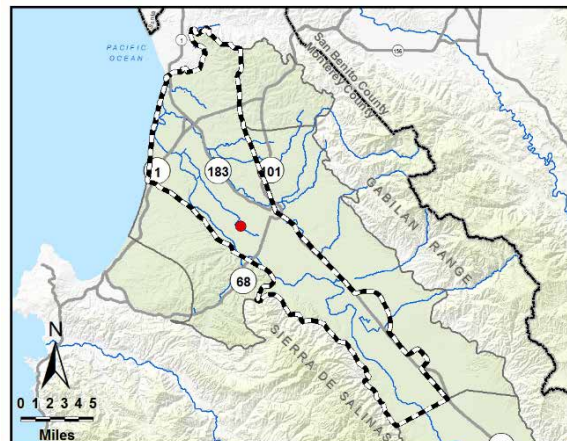 PACIFIC
OCEAN
1
156
San Benito County
Monterey County
1
183
101
GABILAN RANGE
68
SIERRA DE SALINAS
N
0 1 2 3 4 5
Miles